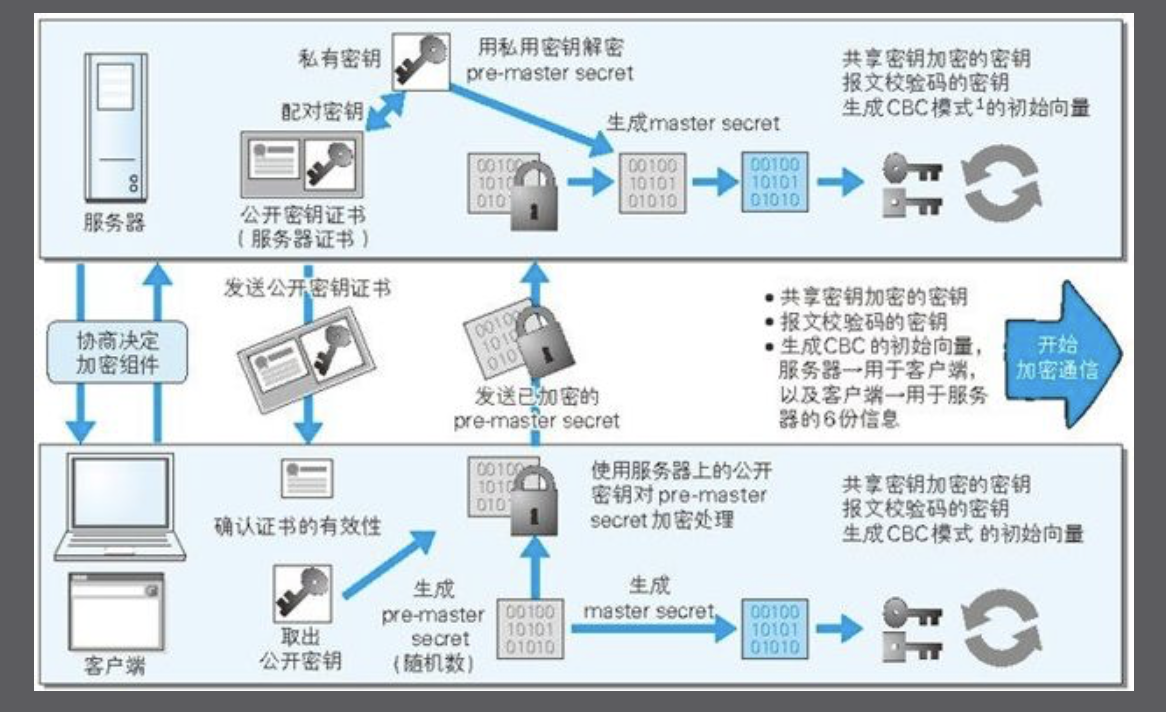 私有密钥
用私用密钥解密
pre-master secret
配对密钥
生成master secret
共享密钥加密的密钥
报文校验码的密钥
生成CBC模式¹的初始向量
00100
10101
01010
00100
10101
01010
00100
1010
010
服务器
公开密钥证书
(服务器证书)
协商决定
加密组件
发送公开密钥证书
00100
1010
010
发送已加密的
pre-master secret
• 共享密钥加密的密钥
• 报文校验码的密钥
• 生成CBC的初始向量，
服务器→用于客户端，
以及客户端→用于服务
器的6份信息
开始
加密通信
确认证书的有效性
00100
1010
010
使用服务器上的公开
密钥对pre-master
secret加密处理
共享密钥加密的密钥
报文校验码的密钥
生成CBC模式 的初始向量
客户端
取出
公开密钥
生成
pre-master
secret
(随机数)
00100
10101
01010
生成
master secret
00100
10101
01010